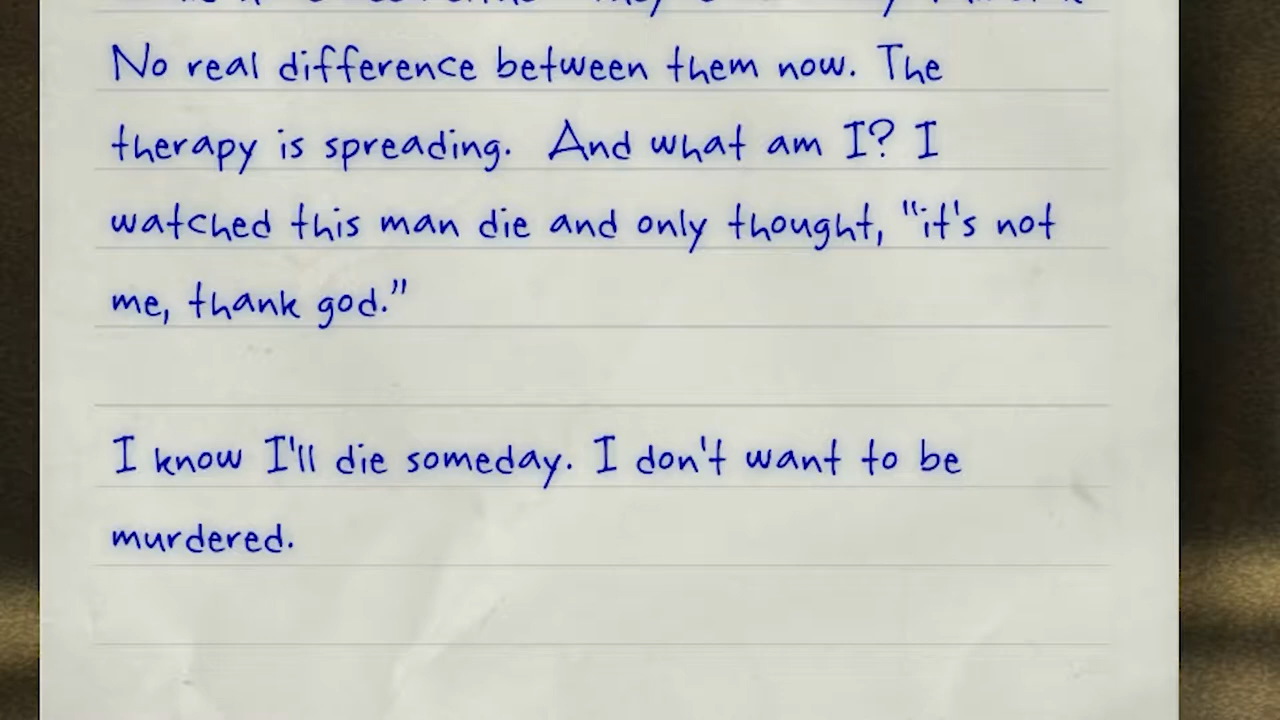 No real difference between them now. The
therapy is spreading. And what am I? I
watched this man die and only thought, "it's not
me, thank god."
I know I'll die someday. I don't want to be
murdered.